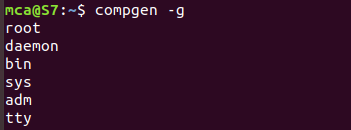 mca@S7:~$ compgen -g
root
daemon
bin
sys
adm
tty